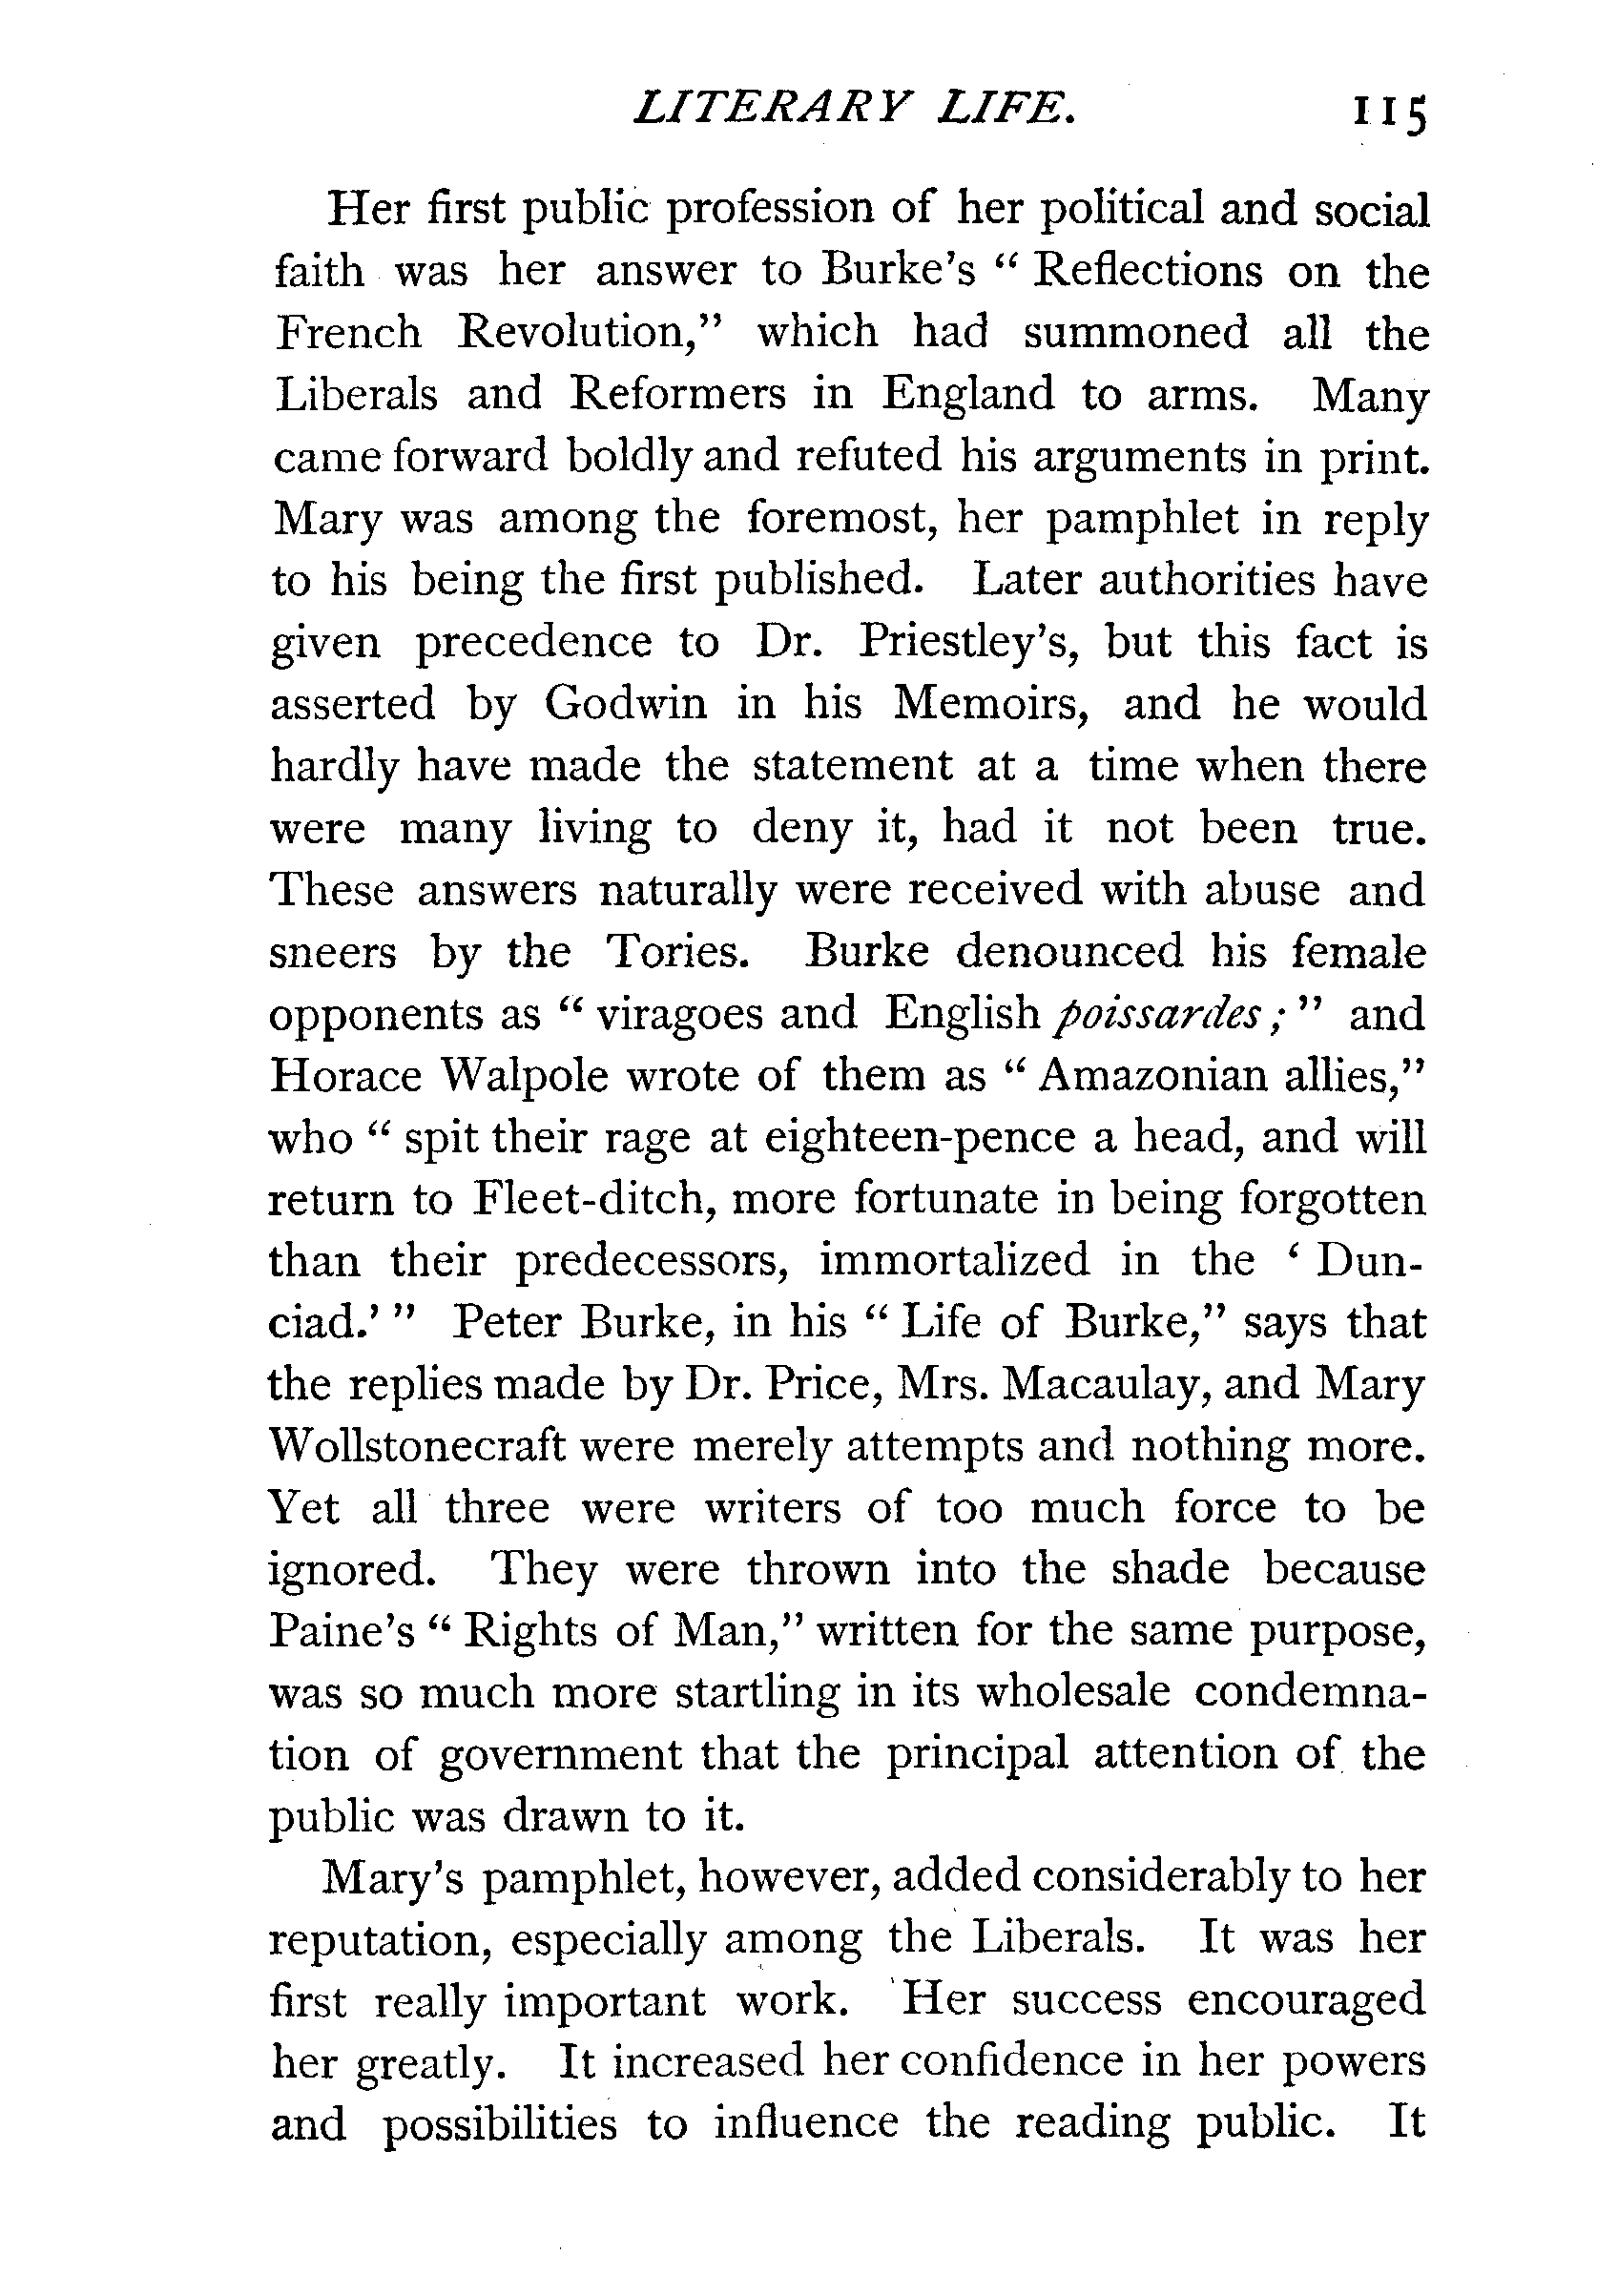 LITERARY LIFE. 115
Her first public profession of her political and social
faith was her answer to Burke's " Reflections on the
French Revolution," which had summoned all the
Liberals and Reformers in England to arms. Many
came forward boldly and refuted his arguments in print.
Mary was among the foremost, her pamphlet in reply
to his being the first published. Later authorities have
given precedence to Dr. Priestley's, but this fact is
asserted by Godwin in his Memoirs, and he would
hardly have made the statement at a time when there
were many living to deny it, had it not been true.
These answers naturally were received with abuse and
sneers by the Tories. Burke denounced his female
opponents as " viragoes and English poissardes ; " and
Horace Walpole wrote of them as " Amazonian allies,"
who " spit their rage at eighteen-pence a head, and will
return to Fleet-ditch, more fortunate in being forgotten
than their predecessors, immortalized in the ' Dun-
ciad.' " Peter Burke, in his " Life of Burke," says that
the replies made by Dr. Price, Mrs. Macaulay, and Mary
Wollstonecraft were merely attempts and nothing more.
Yet all three were writers of too much force to be
ignored. They were thrown into the shade because
Paine's " Rights of Man," written for the same purpose,
was so much more startling in its wholesale condemna-
tion of government that the principal attention of the
public was drawn to it.
Mary's pamphlet, however, added considerably to her
reputation, especially among the Liberals. It was her
first really important work. Her success encouraged
her greatly. It increased her confidence in her powers
and possibilities to influence the reading public. It